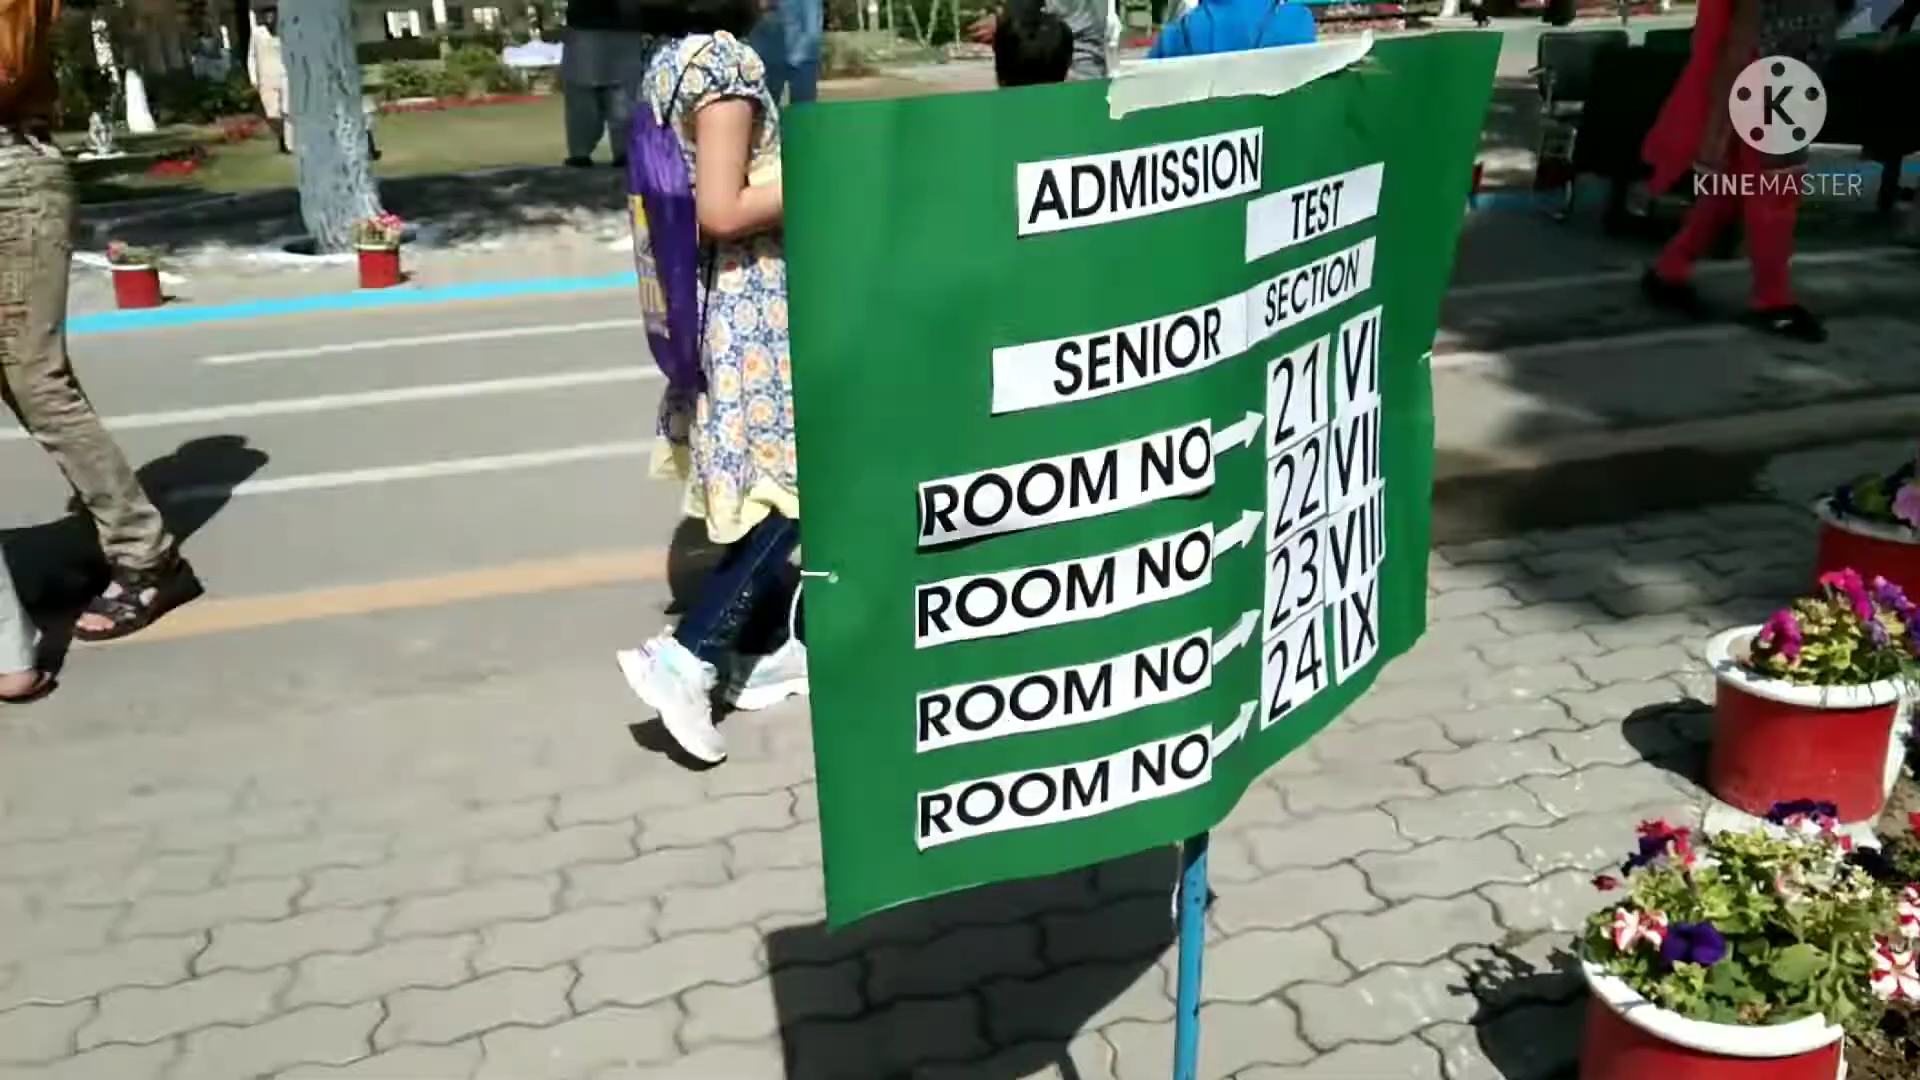 ADMISSION
TEST
SENIOR SECTION
ROOM NO 21 VI
ROOM NO 22 VII
ROOM NO 23 VIII
ROOM NO 24 IX
K
KINEMASTER